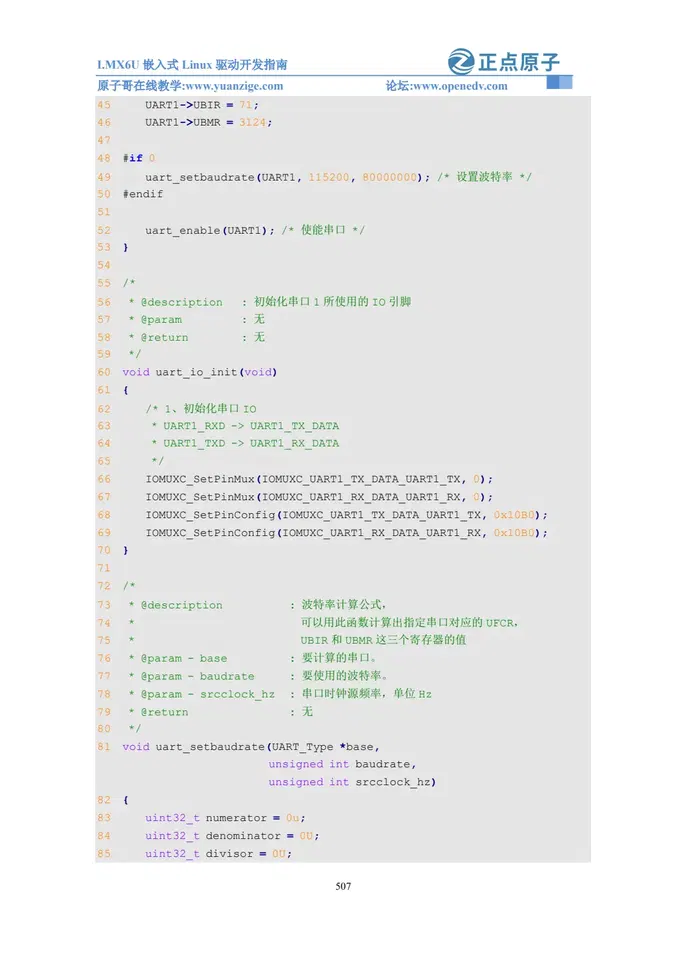 I.MX6U 嵌入式 Linux 驱动开发指南
正点原子
原子哥在线教学:www.yuanzige.com 论坛:www.openedv.com
45 UART1->UBIR = 71;
46 UART1->UBMR = 3124;
47
48 #if 0
49 uart_setbaudrate(UART1, 115200, 80000000); /* 设置波特率 */
50 #endif
51
52 uart_enable(UART1); /* 使能串口 */
53 }
54
55 /*
56 * @description : 初始化串口 1 所使用的 IO 引脚
57 * @param : 无
58 * @return : 无
59 */
60 void uart_io_init(void)
61 {
62 /* 1、初始化串口 IO
63 * UART1_RXD -> UART1_TX_DATA
64 * UART1_TXD -> UART1_RX_DATA
65 */
66 IOMUXC_SetPinMux(IOMUXC_UART1_TX_DATA_UART1_TX, 0);
67 IOMUXC_SetPinMux(IOMUXC_UART1_RX_DATA_UART1_RX, 0);
68 IOMUXC_SetPinConfig(IOMUXC_UART1_TX_DATA_UART1_TX, 0x10B0);
69 IOMUXC_SetPinConfig(IOMUXC_UART1_RX_DATA_UART1_RX, 0x10B0);
70 }
71
72 /*
73 * @description : 波特率计算公式，
74 * 可以用此函数计算出指定串口对应的 UFCR，
75 * UBIR 和 UBMR 这三个寄存器的值
76 * @param - base : 要计算的串口。
77 * @param - baudrate : 要使用的波特率。
78 * @param - srcclock_hz : 串口时钟源频率，单位 Hz
79 * @return : 无
80 */
81 void uart_setbaudrate(UART_Type *base,
unsigned int baudrate,
unsigned int srcclock_hz)
82 {
83 uint32_t numerator = 0u;
84 uint32_t denominator = 0U;
85 uint32_t divisor = 0U;
507